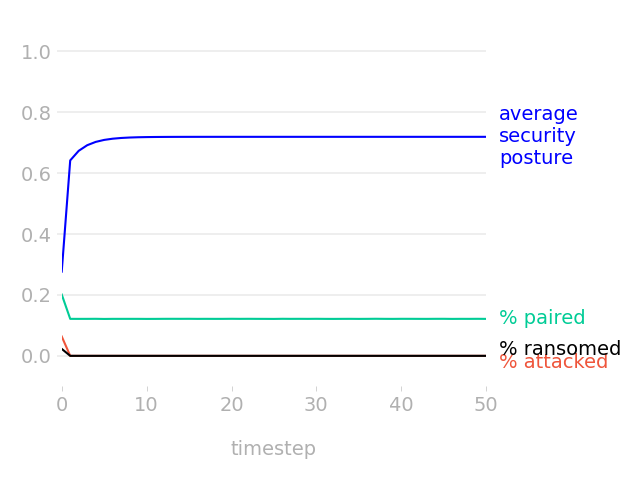 1.0
0.8
0.6
0.4
0.2
0.0
0
10
20
30
40
50
timestep
average
security
posture
% paired
% ransomed
% attacked